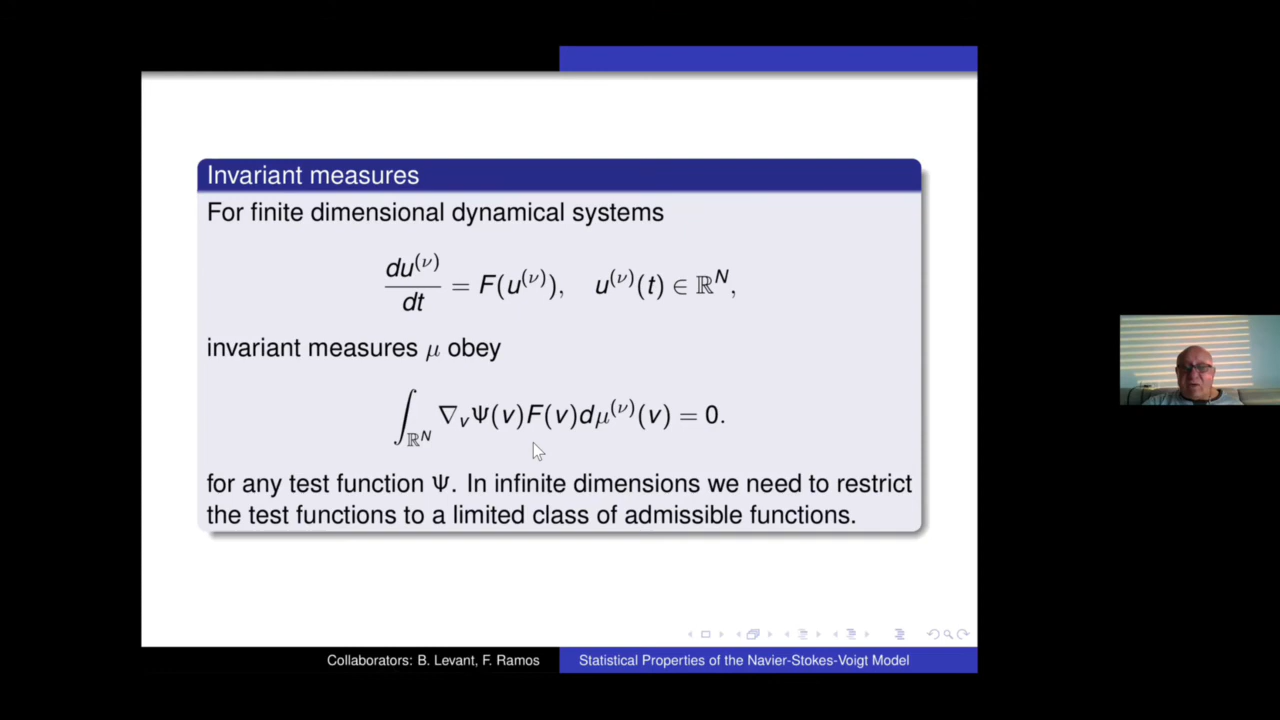 Invariant measures
For finite dimensional dynamical systems
du^(ν)/dt = F(u^(ν)),   u^(ν)(t) ∈ ℝ^N,
invariant measures μ obey
∫_{ℝ^N} ∇_v Ψ(v)F(v)dμ^(ν)(v) = 0.
for any test function Ψ. In infinite dimensions we need to restrict
the test functions to a limited class of admissible functions.
Collaborators: B. Levant, F. Ramos
Statistical Properties of the Navier-Stokes-Voigt Model